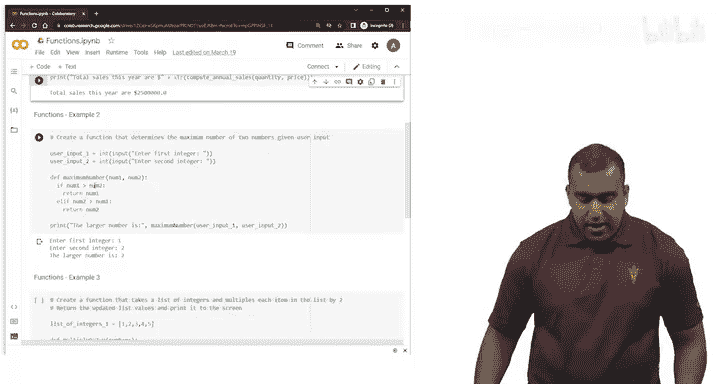 Functions.ipynb - Colaboratory
Incognito (2)
Functions.ipynb
Comment
Share
A
File Edit View Insert Runtime Tools Help Last edited on March 19
+ Code + Text
Connect
Editing
print("Total sales this year are $" + str(compute_annual_sales(quantity, price)))
Total sales this year are $2500000.0
Functions - Example 2
# Create a function that determines the maximum number of two numbers given user input
user_input_1 = int(input("Enter first integer: "))
user_input_2 = int(input("Enter second integer: "))
def maximumNumber(num1, num2):
if num1 > num2:
return num1
elif num2 > num1:
return num2
print("The larger number is:", maximumNumber(user_input_1, user_input_2))
Enter first integer: 1
Enter second integer: 2
The larger number is: 2
Functions - Example 3
[ ]
# Create a function that takes a list of integers and multiples each item in the list by 2
# Return the updated list values and print it to the screen
list_of_integers_1 = [1,2,3,4,5]